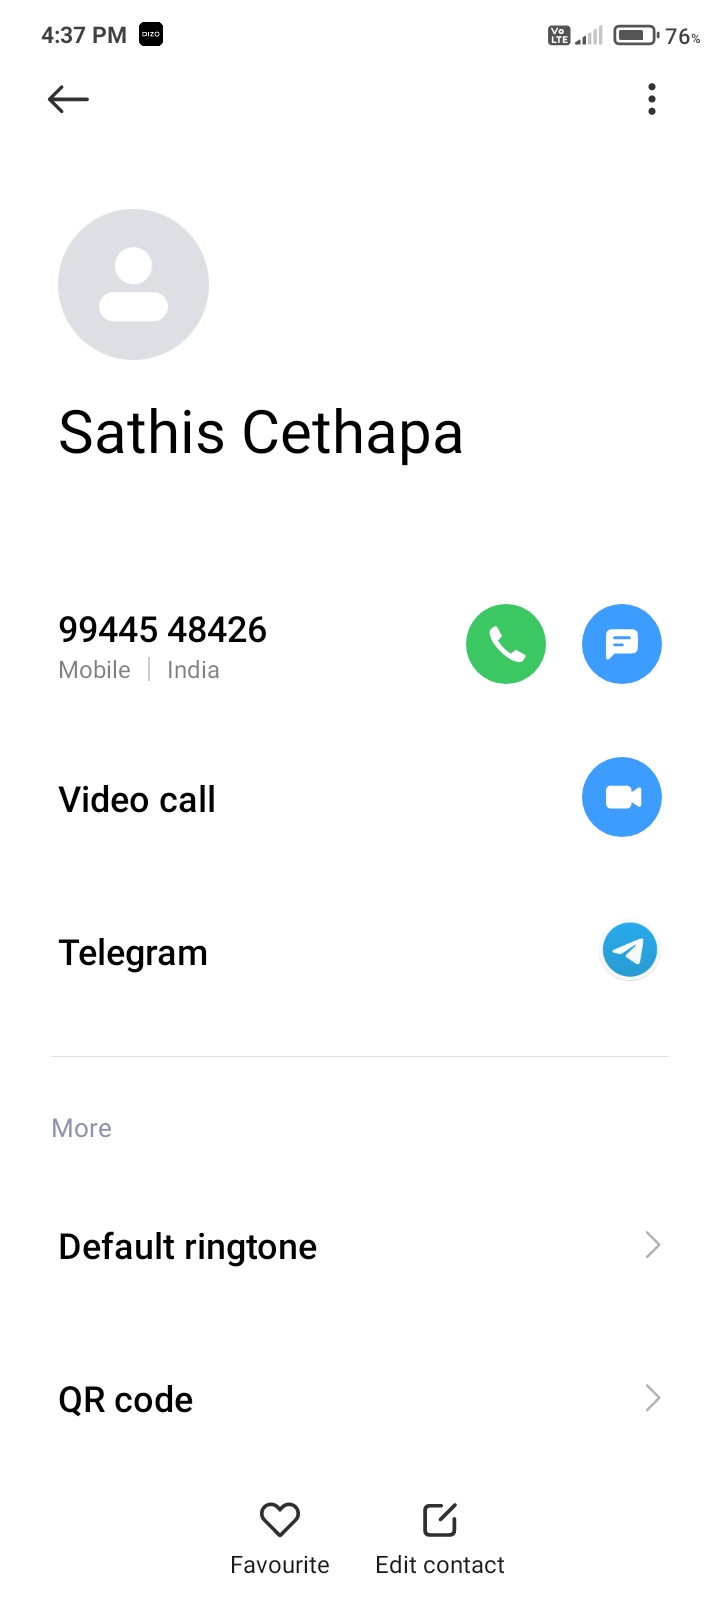 4:37 PM DIZO Vo LTE 76%
Sathis Cethapa
99445 48426
Mobile | India
Video call
Telegram
More
Default ringtone
QR code
Favourite Edit contact